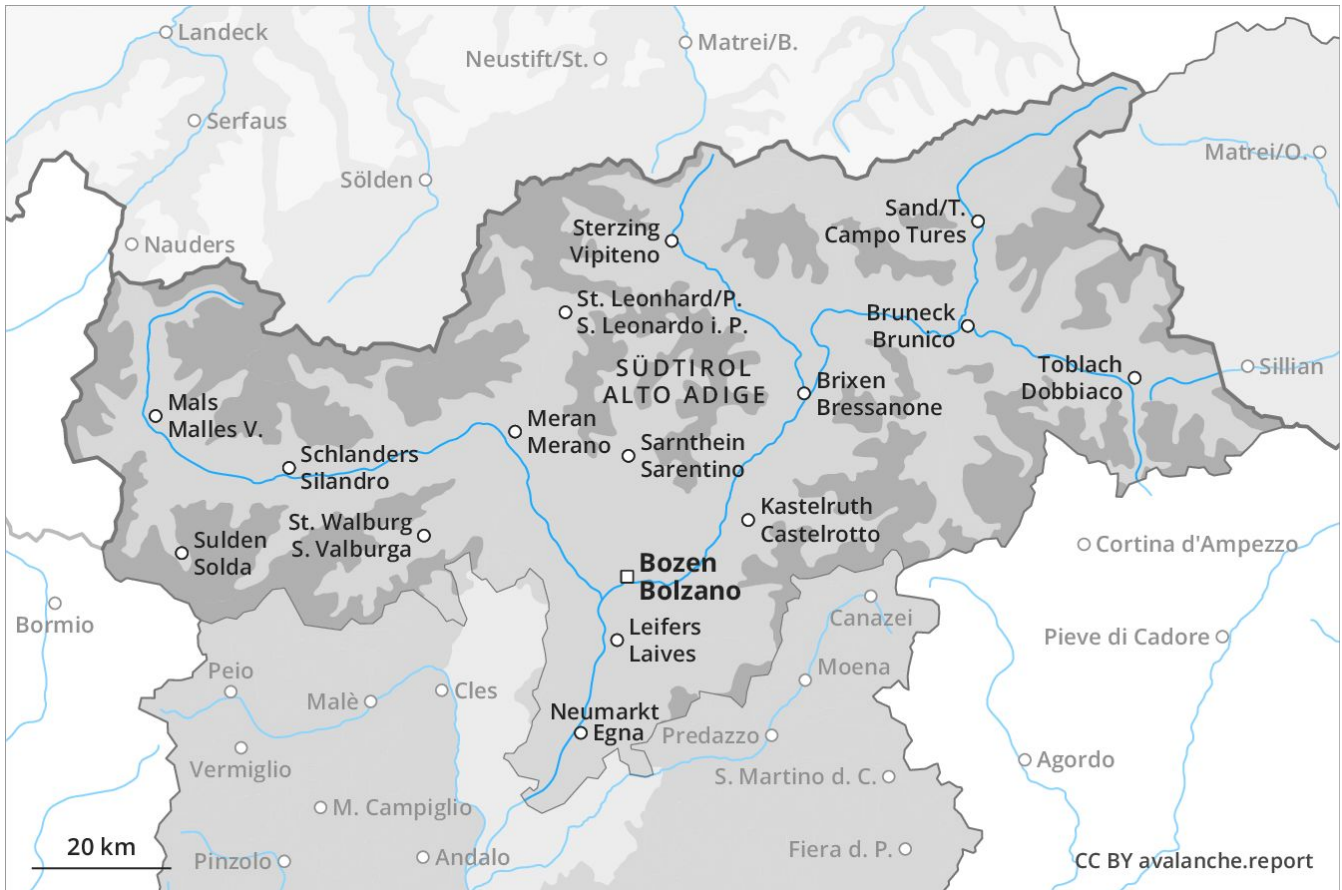 Landeck
Matrei/B.
Neustift/St.
Serfaus
Matrei/O.
Sölden
Sand/T.
Campo Tures
Sterzing
Vipiteno
Nauders
St. Leonhard/P.
S. Leonardo i. P.
Bruneck
Brunico
SÜDTIROL
ALTO ADIGE
Toblach
Dobbiaco
Sillian
Brixen
Bressanone
Mals
Malles V.
Meran
Merano
Sarnthein
Sarentino
Schlanders
Silandro
Kastelruth
Castelrotto
St. Walburg
S. Valburga
Sulden
Solda
Cortina d'Ampezzo
Bozen
Bolzano
Bormio
Canazei
Leifers
Laives
Pieve di Cadore
Peio
Moena
Malè
Cles
Neumarkt
Egna
Predazzo
Vermiglio
Agordo
S. Martino d. C.
M. Campiglio
20 km
Pinzolo
Andalo
Fiera d. P.
CC BY avalanche.report